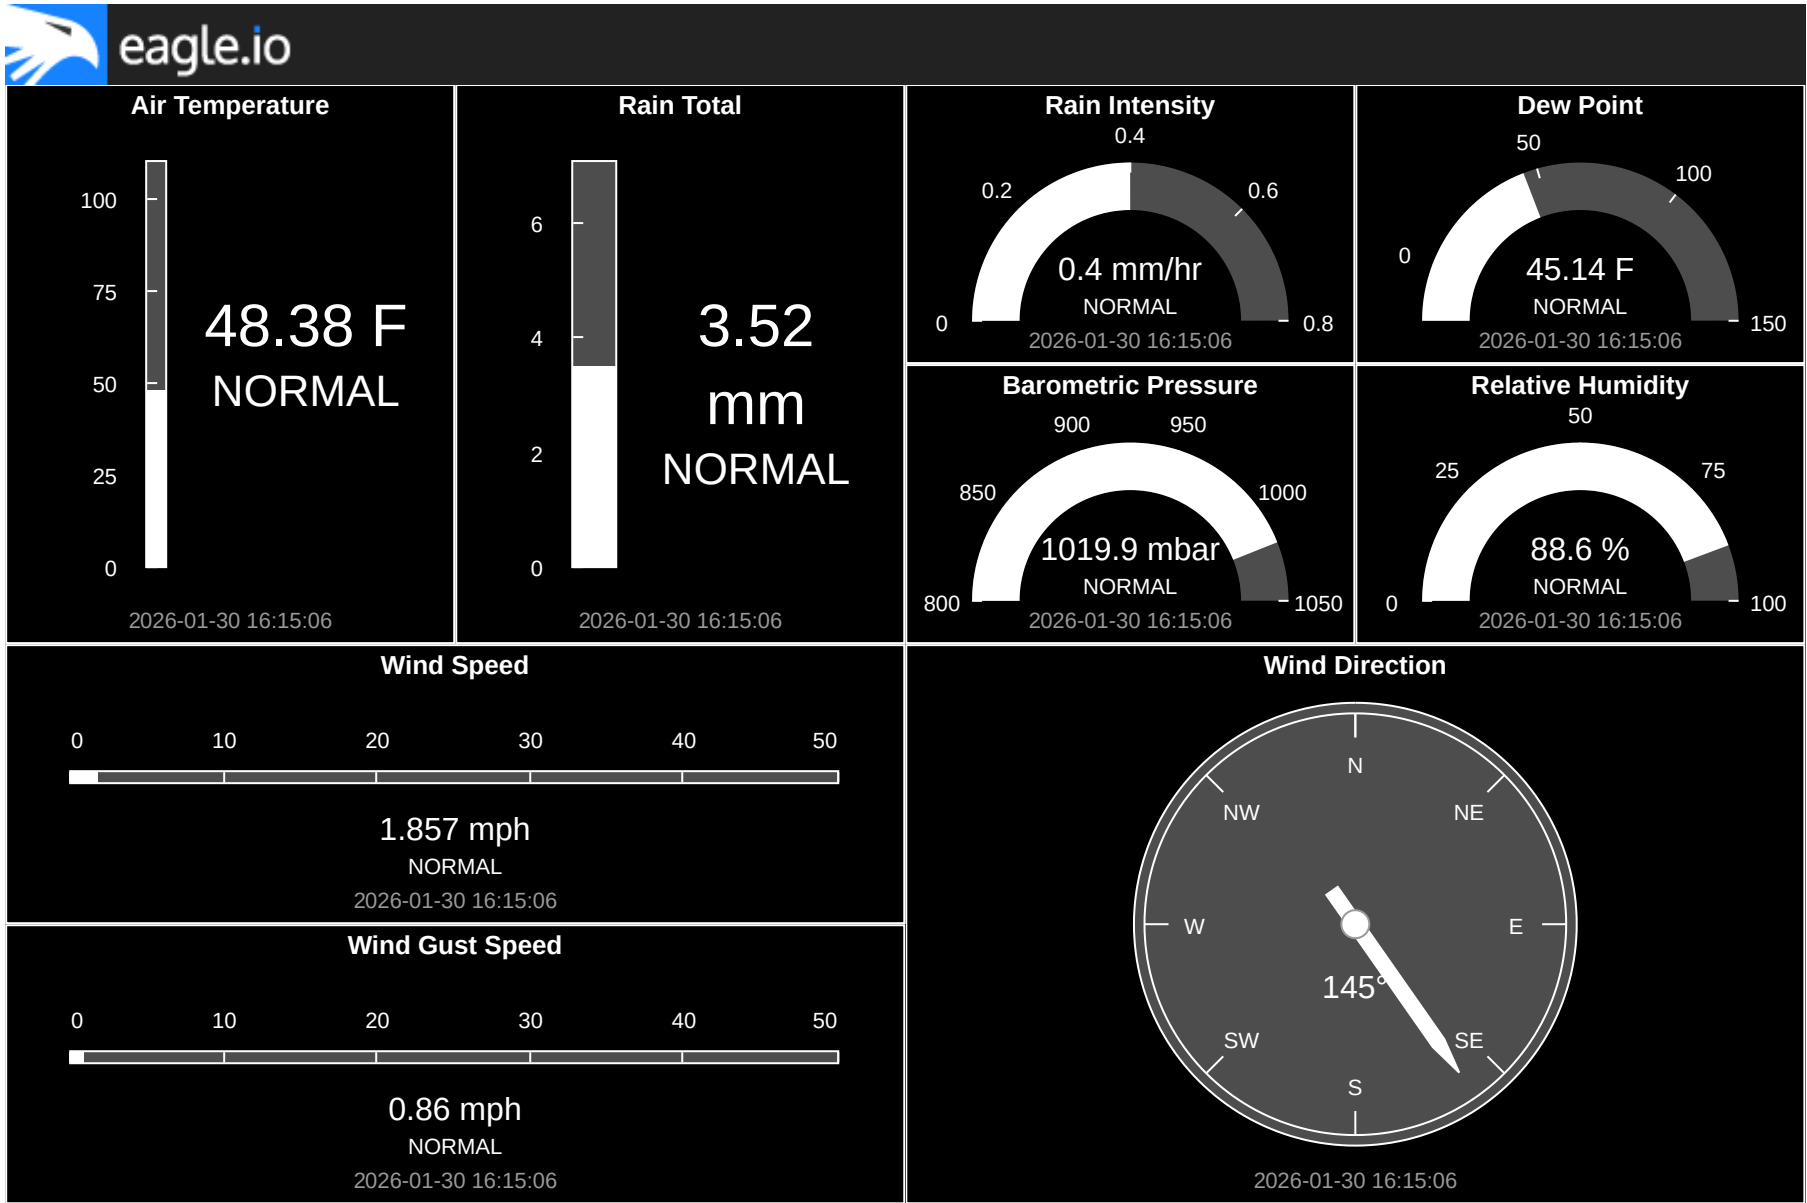 eagle.io
Air Temperature
100
75
50
25
0
48.38 F
NORMAL
2026-01-30 16:15:06
Rain Total
6
4
2
0
3.52
mm
NORMAL
2026-01-30 16:15:06
Rain Intensity
0.4
0.2
0.6
0
0.8
0.4 mm/hr
NORMAL
2026-01-30 16:15:06
Dew Point
50
100
0
150
45.14 F
NORMAL
2026-01-30 16:15:06
Barometric Pressure
900
950
850
1000
800
1050
1019.9 mbar
NORMAL
2026-01-30 16:15:06
Relative Humidity
50
25
75
0
100
88.6 %
NORMAL
2026-01-30 16:15:06
Wind Speed
0 10 20 30 40 50
1.857 mph
NORMAL
2026-01-30 16:15:06
Wind Gust Speed
0 10 20 30 40 50
0.86 mph
NORMAL
2026-01-30 16:15:06
Wind Direction
N
NW NE
W E
145°
SW SE
S
2026-01-30 16:15:06